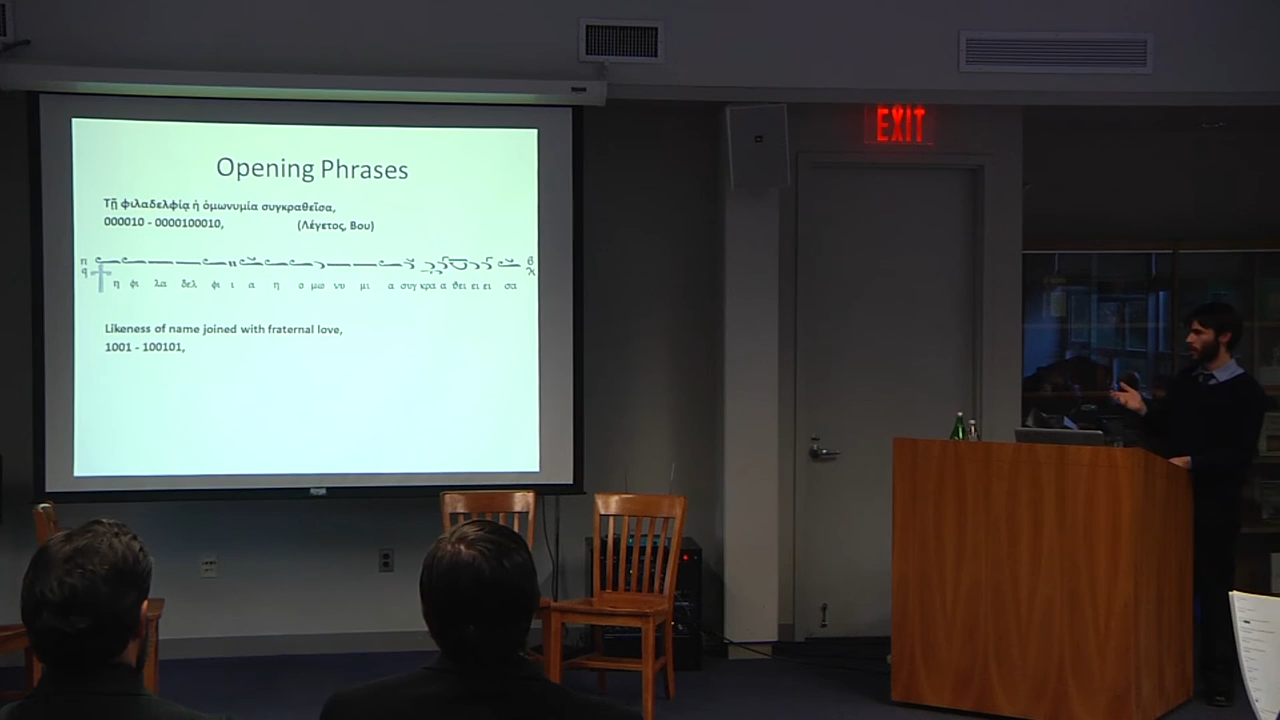 EXIT
Opening Phrases
Τῇ φιλαδελφίᾳ ἡ ὁμωνυμία συγκραθεῖσα,
000010 - 0000100010, (Λέγετος, Βου)
η φι λα δελ φι ι α η ο μω νυ μι α συγ κρα α θει ει ει σα
Likeness of name joined with fraternal love,
1001 - 100101,